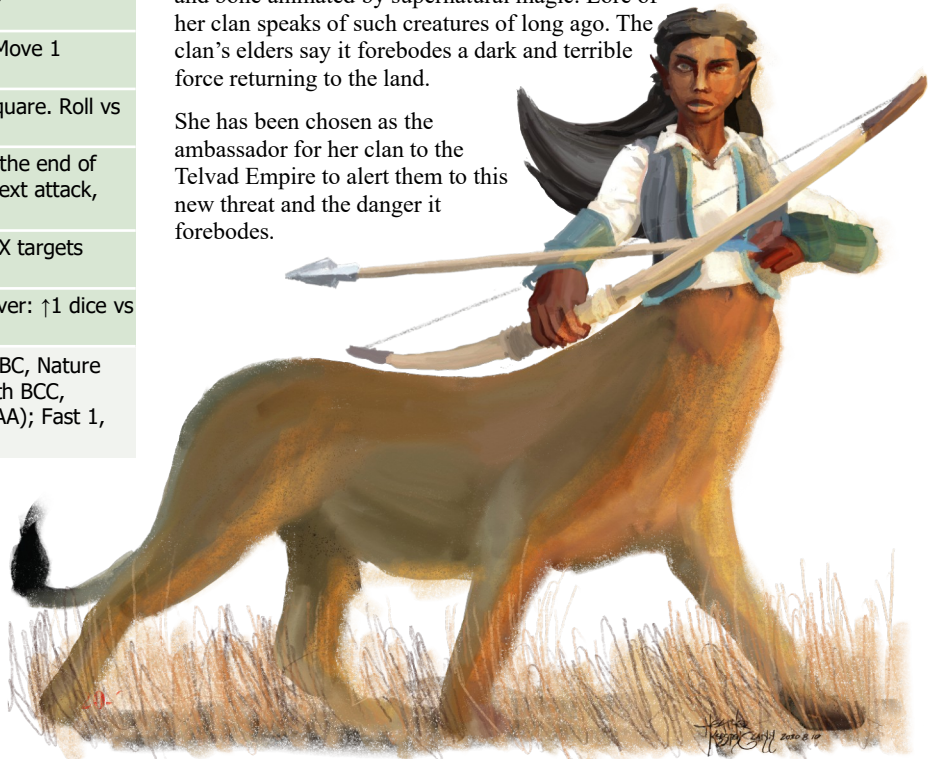 Move 1
quare. Roll vs
the end of
ext attack,
X targets
ver: ↑1 dice vs
BC, Nature
th BCC,
AA); Fast 1,
and bone animated by supernatural magic. Lore of
her clan speaks of such creatures of long ago. The
clan’s elders say it forebodes a dark and terrible
force returning to the land.
She has been chosen as the
ambassador for her clan to the
Telvad Empire to alert them to this
new threat and the danger it
forebodes.
2020.8.10